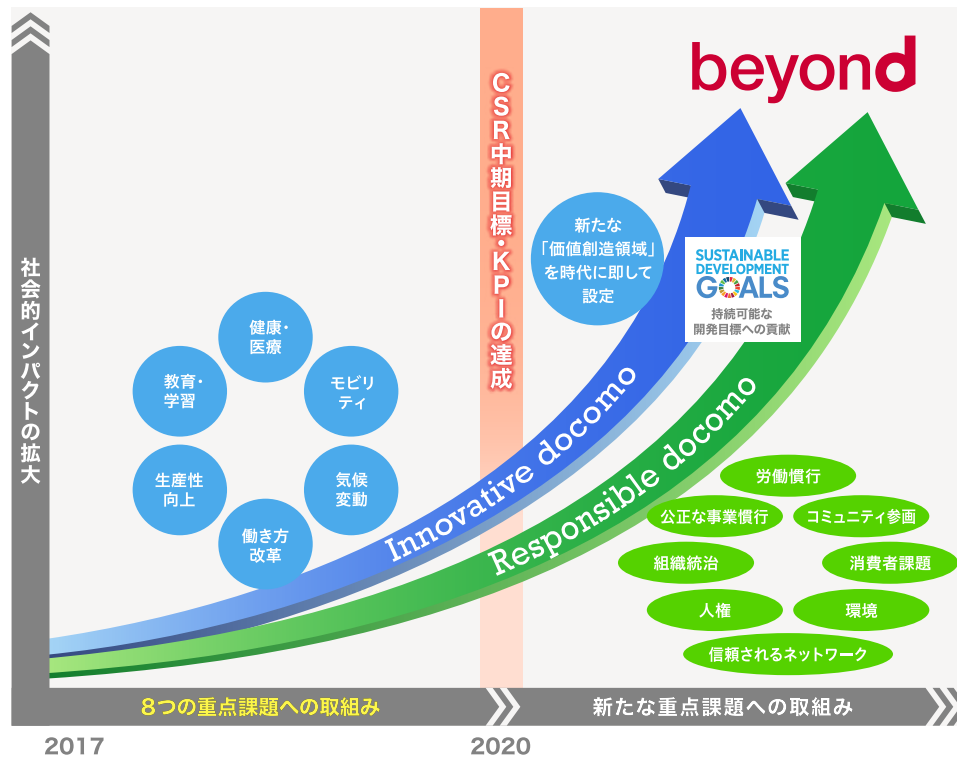 beyond
CSR中期目標・KPIの達成
社会的インパクトの拡大
新たな
「価値創造領域」
を時代に即して
設定
SUSTAINABLE
DEVELOPMENT
GOALS
持続可能な
開発目標への貢献
健康・
医療
教育・
学習
モビリ
ティ
生産性
向上
気候
変動
働き方
改革
Innovative docomo
Responsible docomo
労働慣行
公正な事業慣行
コミュニティ参画
組織統治
消費者課題
人権
環境
信頼されるネットワーク
8つの重点課題への取組み
新たな重点課題への取組み
2017
2020